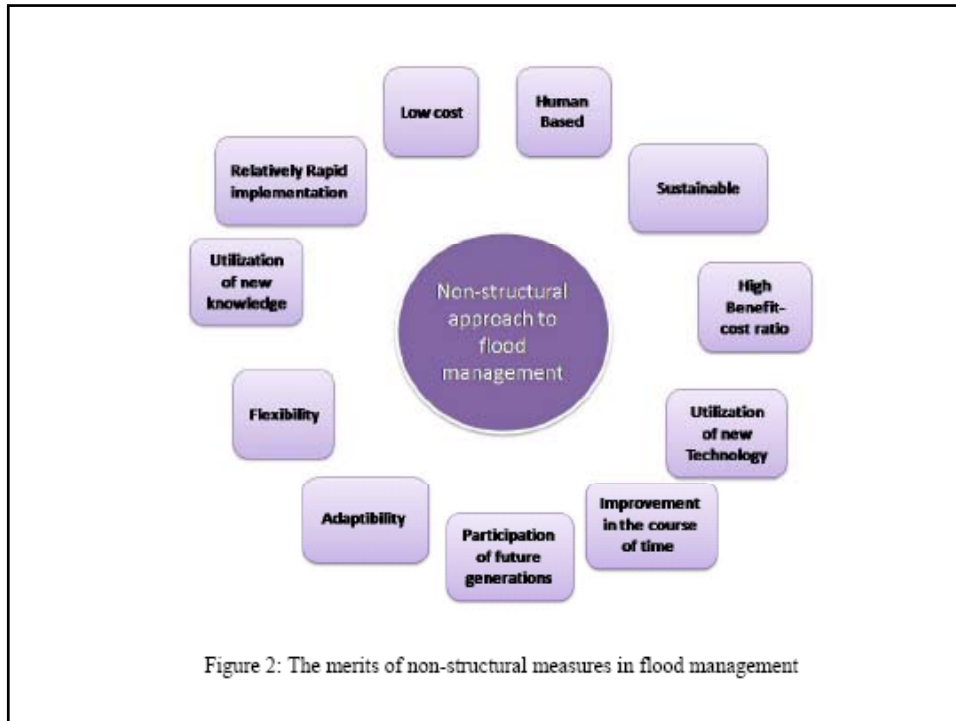 Low cost
Human
Based
Sustainable
High
Benefit-
cost ratio
Utilization
of new
Technology
Improvement
in the course
of time
Participation
of future
generations
Adaptibility
Flexibility
Utilization
of new
knowledge
Relatively Rapid
implementation
Non-structural
approach to
flood
management
Figure 2: The merits of non-structural measures in flood management